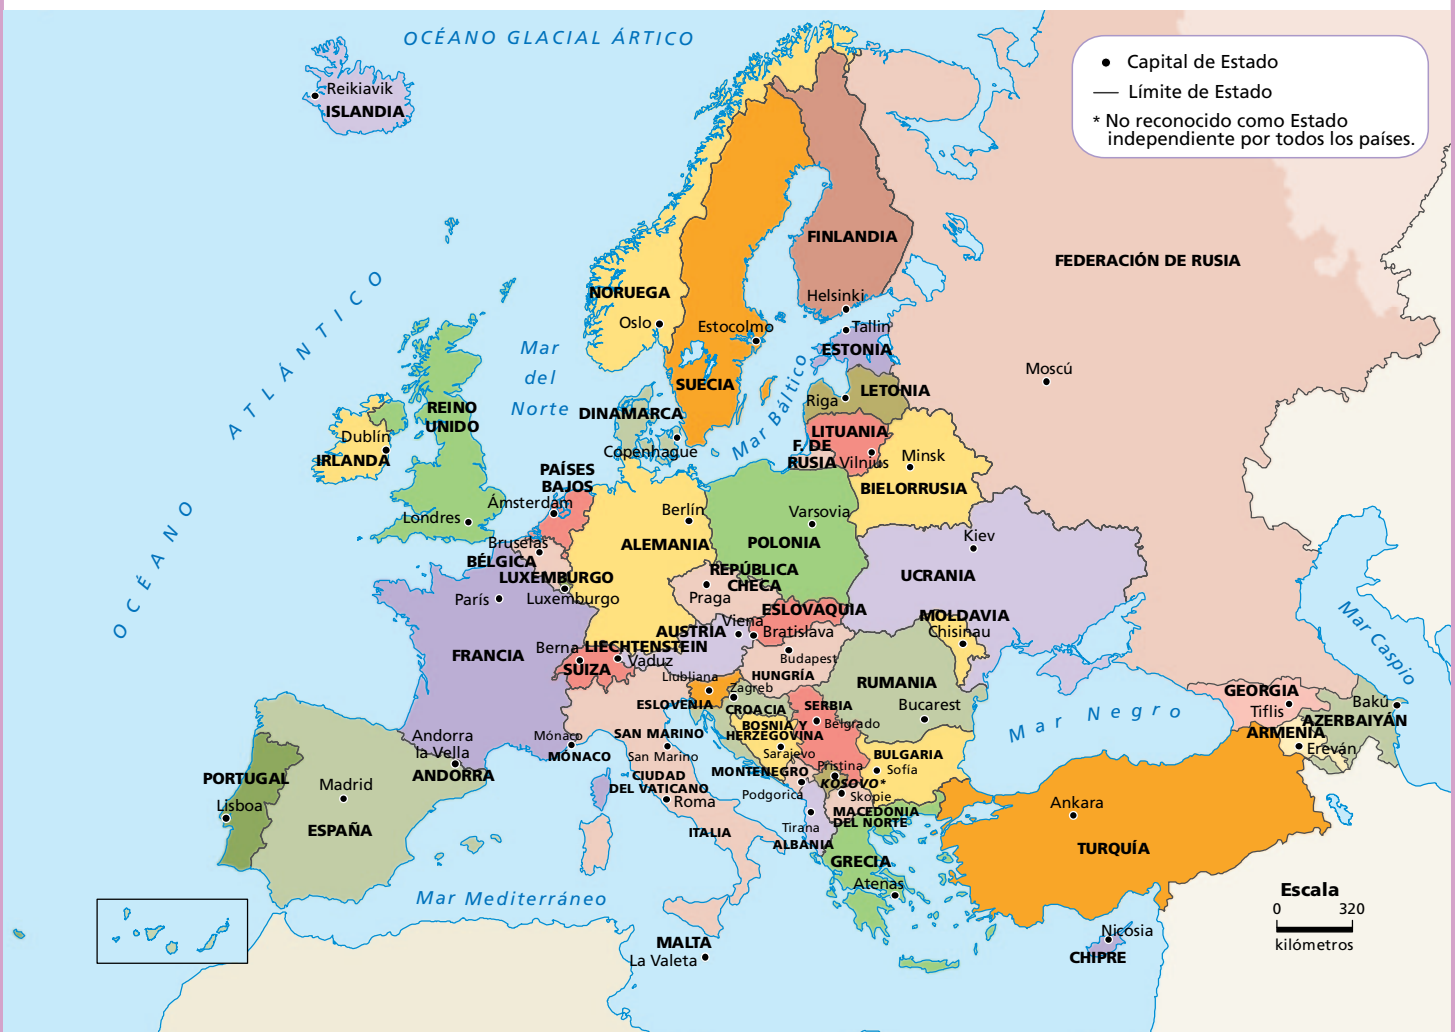 OCÉANO GLACIAL ÁRTICO
Capital de Estado
Límite de Estado
* No reconocido como Estado
independiente por todos los países.
Reikiavik
ISLANDIA
OCÉANO ATLÁNTICO
FINLANDIA
FEDERACIÓN DE RUSIA
NORUEGA
Helsinki
Oslo
Estocolmo
Tallin
ESTONIA
Mar
del
Norte
Mar Báltico
Moscú
SUECIA
LETONIA
Riga
REINO
UNIDO
DINAMARCA
Copenhague
LITUANIA
F. DE
RUSIA
Vilnius
Minsk
BIELORRUSIA
Dublín
IRLANDA
PAÍSES
BAJOS
Ámsterdam
Londres
Berlín
Varsovia
ALEMANIA
POLONIA
Kiev
UCRANIA
Bruselas
BÉLGICA
LUXEMBURGO
Luxemburgo
París
REPÚBLICA
CHECA
Praga
ESLOVAQUIA
Viena
AUSTRIA
Bratislava
MOLDAVIA
Chisinau
Mar Caspio
FRANCIA
Berna
LIECHTENSTEIN
Vaduz
SUIZA
Budapest
HUNGRÍA
Liubliana
Zagreb
ESLOVENIA
CROACIA
RUMANIA
Bucarest
SERBIA
Belgrado
BOSNIA Y
HERZEGOVINA
Sarajevo
Mar Negro
GEORGIA
Tiflis
Bakú
AZERBAIYÁN
ARMENIA
Ereván
Andorra
la Vella
ANDORRA
Mónaco
MÓNACO
SAN MARINO
San Marino
CIUDAD
DEL VATICANO
Roma
MONTENEGRO
Podgorica
Pristina
KOSOVO*
BULGARIA
Sofía
Skopie
MACEDONIA
DEL NORTE
PORTUGAL
Lisboa
Madrid
ESPAÑA
ITALIA
Tirana
ALBANIA
GRECIA
Atenas
Ankara
TURQUÍA
Mar Mediterráneo
MALTA
La Valeta
Nicosia
CHIPRE
Escala
0 320
kilómetros